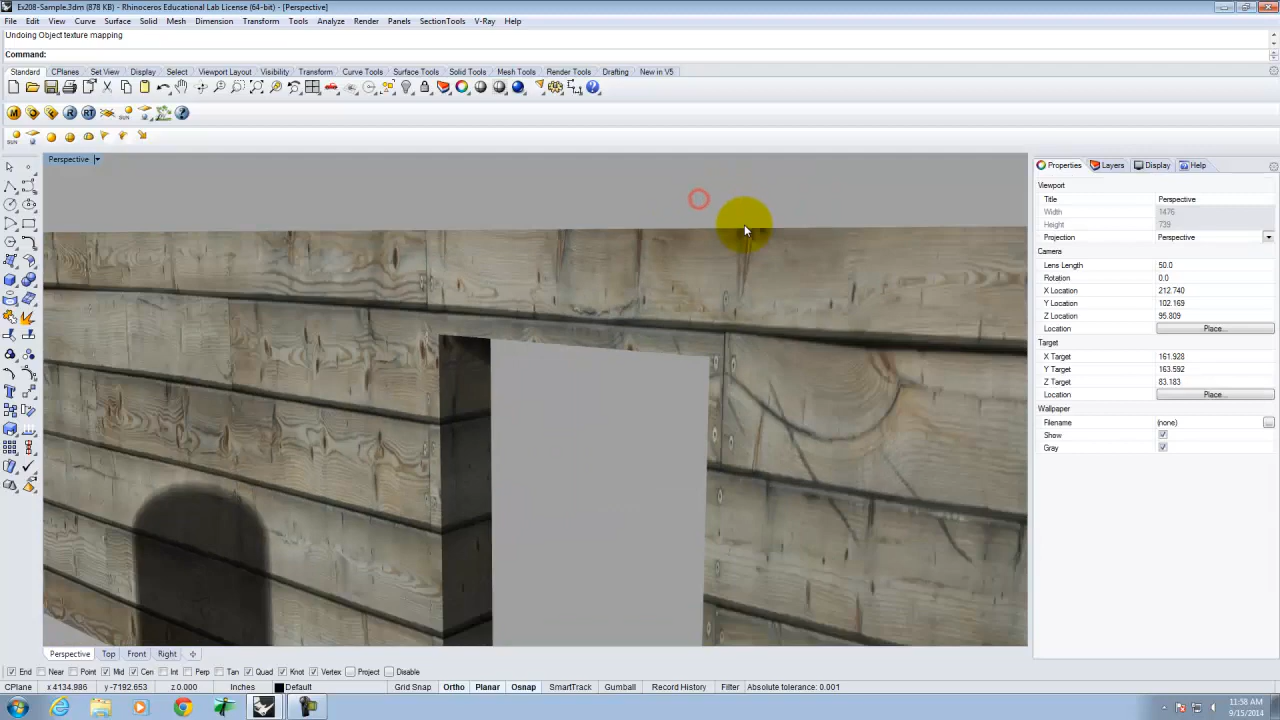 Ex208-Sample.3dm (878 KB) - Rhinoceros Educational Lab License (64-bit) - [Perspective]
File Edit View Curve Surface Solid Mesh Dimension Transform Tools Analyze Render Panels SectionTools V-Ray Help
Undoing Object texture mapping
Command:
Standard CPlanes Set View Display Select Viewport Layout Visibility Transform Curve Tools Surface Tools Solid Tools Mesh Tools Render Tools Drafting New in V5
M R RT SUN ?
SUN
Perspective
Properties Layers Display Help
Viewport
Title Perspective
Width 1476
Height 739
Projection Perspective
Camera
Lens Length 50.0
Rotation 0.0
X Location 212.740
Y Location 102.169
Z Location 95.809
Location Place...
Target
X Target 161.928
Y Target 163.592
Z Target 83.183
Location Place...
Wallpaper
Filename (none)
Show
Gray
Perspective Top Front Right
End Near Point Mid Cen Int Perp Tan Quad Knot Vertex Project Disable
CPlane x 4134.986 y -7192.653 z 0.000 Inches Default Grid Snap Ortho Planar Osnap SmartTrack Gumball Record History Filter Absolute tolerance: 0.001
11:58 AM
9/15/2014